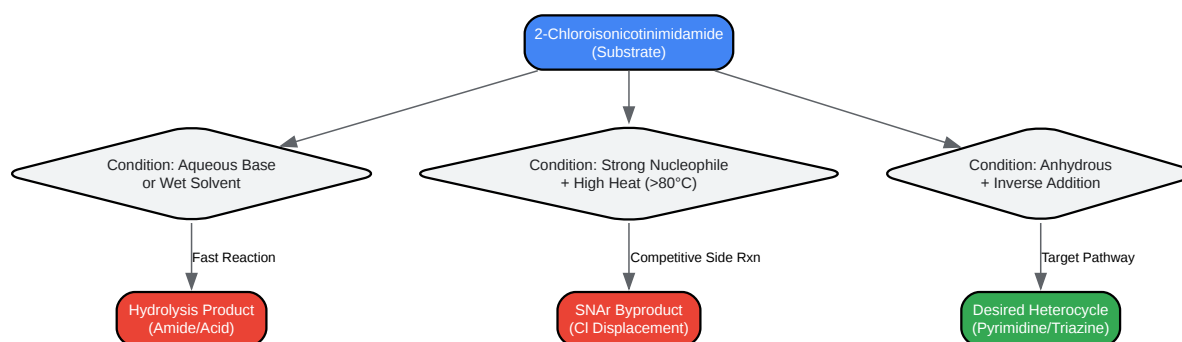 2-Chloroisonicotinimidamide
(Substrate)
Condition: Aqueous Base
or Wet Solvent
Condition: Strong Nucleophile
+ High Heat (>80°C)
Condition: Anhydrous
+ Inverse Addition
Fast Reaction
Competitive Side Rxn
Target Pathway
Hydrolysis Product
(Amide/Acid)
SNAr Byproduct
(Cl Displacement)
Desired Heterocycle
(Pyrimidine/Triazine)